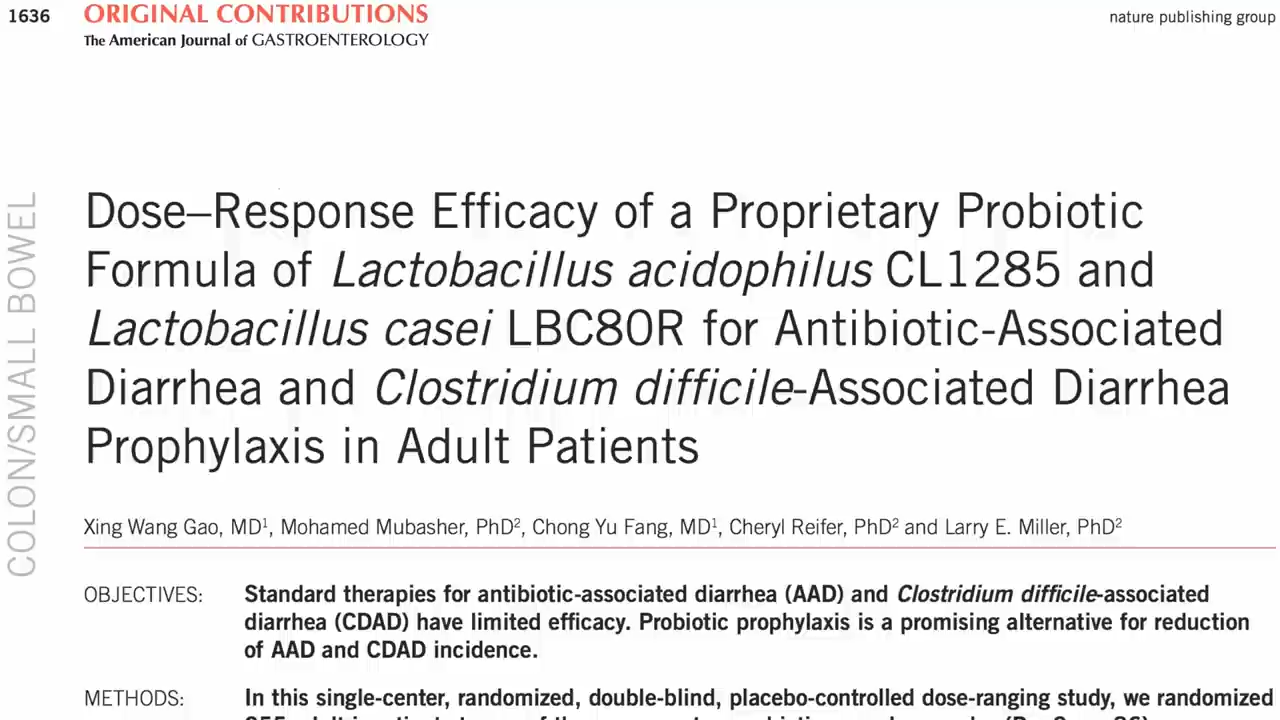 1636
ORIGINAL CONTRIBUTIONS
nature publishing group
The American Journal of GASTROENTEROLOGY
COLON/SMALL BOWEL
Dose–Response Efficacy of a Proprietary Probiotic
Formula of Lactobacillus acidophilus CL1285 and
Lactobacillus casei LBC80R for Antibiotic-Associated
Diarrhea and Clostridium difficile-Associated Diarrhea
Prophylaxis in Adult Patients
Xing Wang Gao, MD¹, Mohamed Mubasher, PhD², Chong Yu Fang, MD¹, Cheryl Reifer, PhD² and Larry E. Miller, PhD²
OBJECTIVES: Standard therapies for antibiotic-associated diarrhea (AAD) and Clostridium difficile-associated
diarrhea (CDAD) have limited efficacy. Probiotic prophylaxis is a promising alternative for reduction
of AAD and CDAD incidence.
METHODS: In this single-center, randomized, double-blind, placebo-controlled dose-ranging study, we randomized